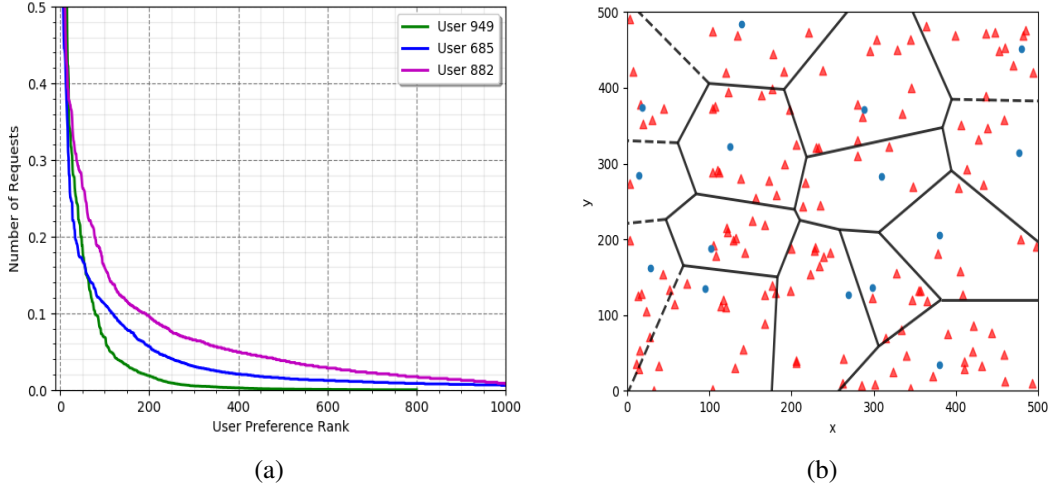 0.5
0.4
0.3
0.2
0.1
0.0
Number of Requests
User 949
User 685
User 882
0 200 400 600 800 1000
User Preference Rank
(a)
500
400
300
200
100
0
y
0 100 200 300 400 500
x
(b)